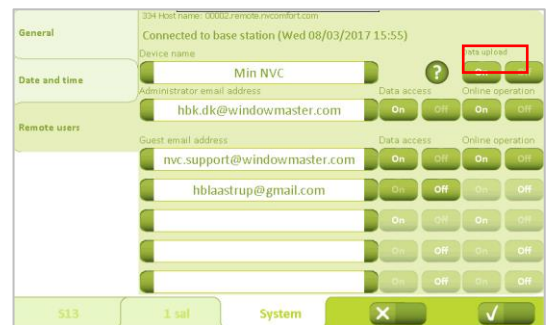 334 Host name: 00002.remote.nvcomfort.com
General
Connected to base station (Wed 08/03/2017 15:55)
Device name
Data upload
Min NVC
?
On Off
Date and time
Administrator email address Data access Online operation
hbk.dk@windowmaster.com
On Off On Off
Remote users
Guest email address Data access Online operation
nvc.support@windowmaster.com
On Off On Off
hblaastrup@gmail.com
On Off On Off
On Off On Off
On Off On Off
On Off On Off
S13 1 sal System